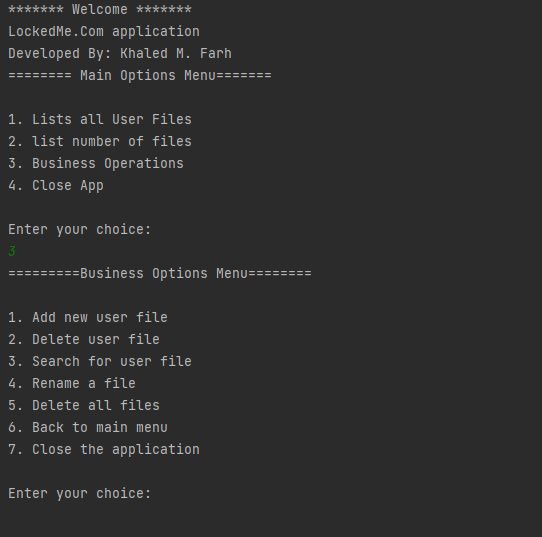 ******* Welcome *******
LockedMe.Com application
Developed By: Khaled M. Farh
======== Main Options Menu=======
1. Lists all User Files
2. list number of files
3. Business Operations
4. Close App
Enter your choice:
3
=========Business Options Menu========
1. Add new user file
2. Delete user file
3. Search for user file
4. Rename a file
5. Delete all files
6. Back to main menu
7. Close the application
Enter your choice: